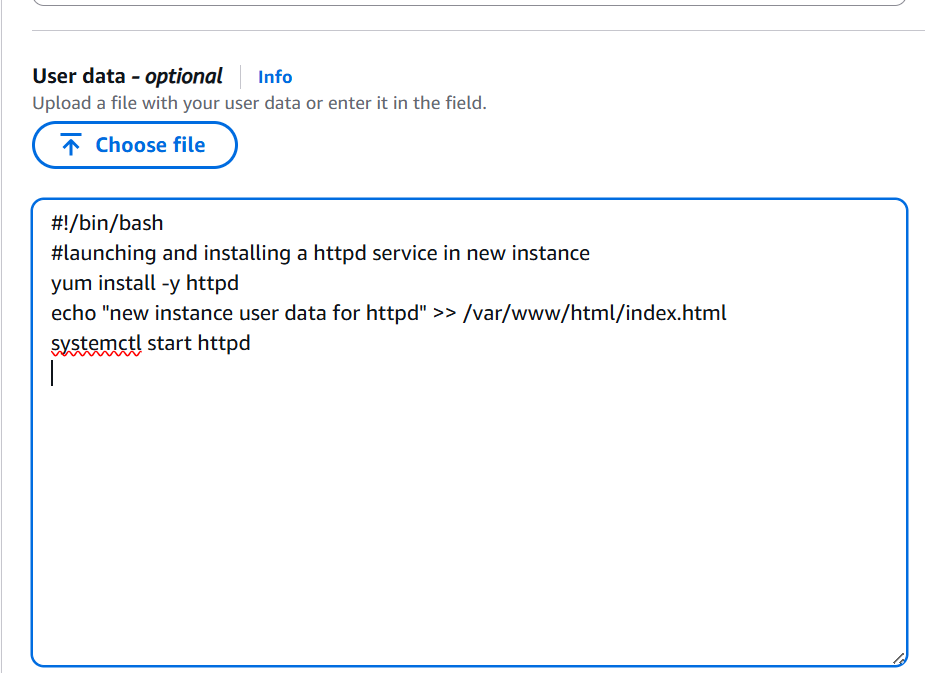 User data - optional Info
Upload a file with your user data or enter it in the field.
Choose file
#!/bin/bash
#launching and installing a httpd service in new instance
yum install -y httpd
echo "new instance user data for httpd" >> /var/www/html/index.html
systemctl start httpd